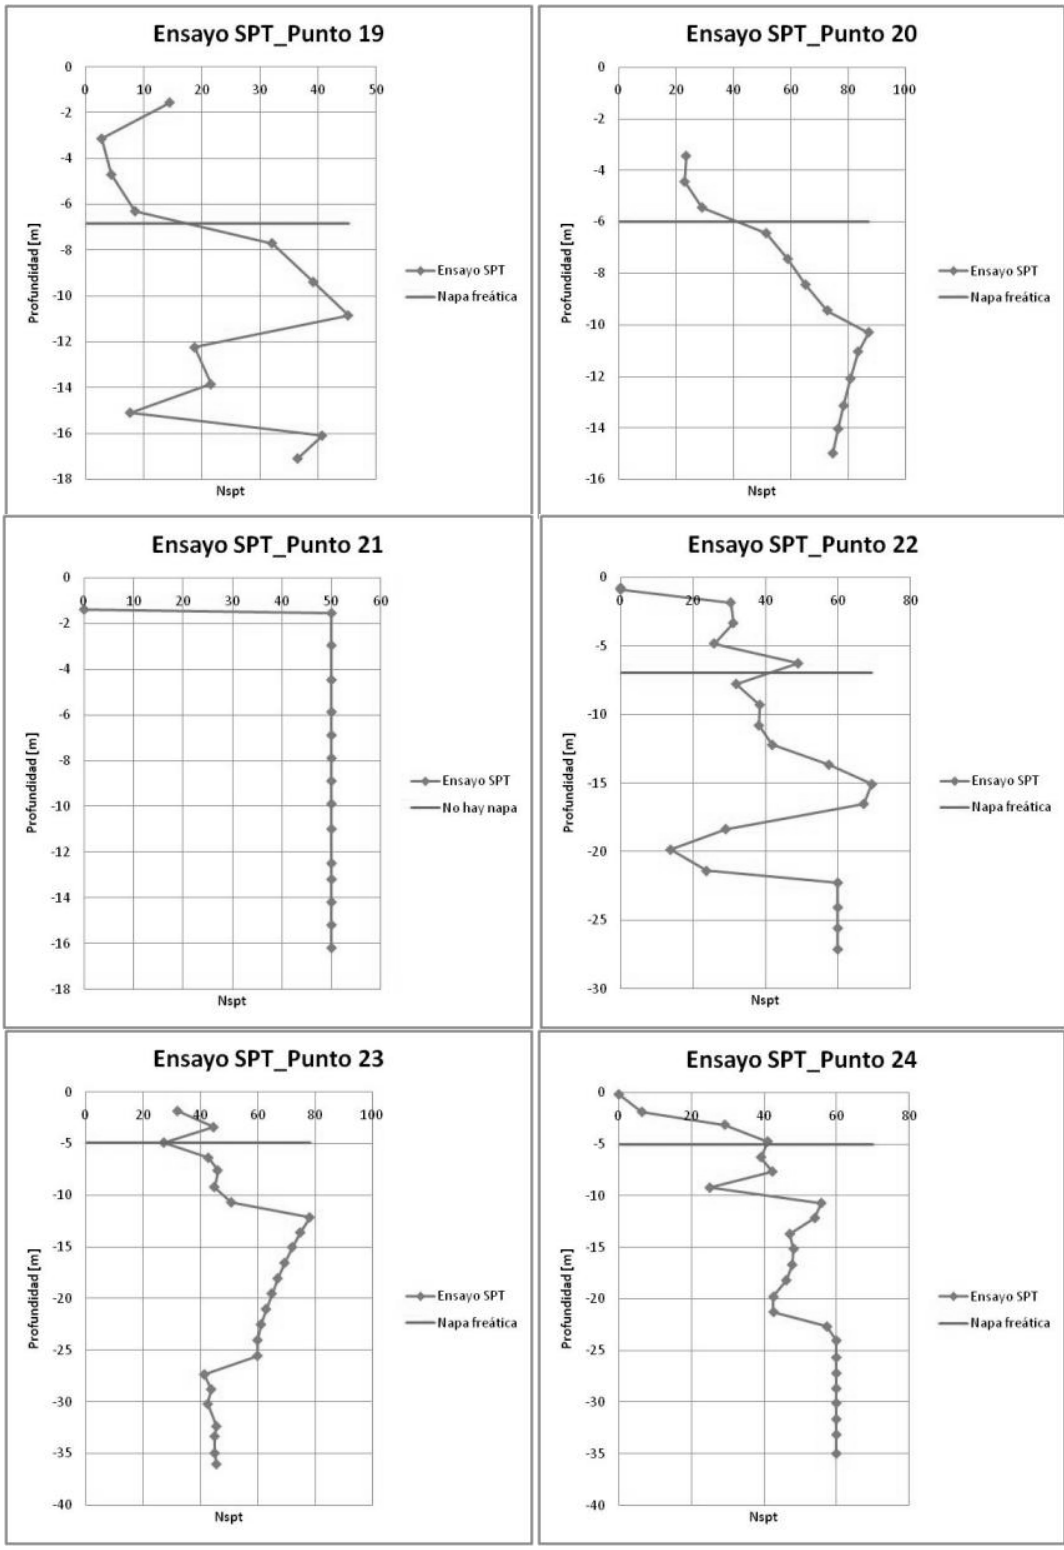 Ensayo SPT_Punto 19
0
0 10 20 30 40 50
-2
-4
-6
-8
-10
-12
-14
-16
-18
Profundidad [m]
Nspt
Ensayo SPT
Napa freática
Ensayo SPT_Punto 20
0
0 20 40 60 80 100
-2
-4
-6
-8
-10
-12
-14
-16
Profundidad [m]
Nspt
Ensayo SPT
Napa freática
Ensayo SPT_Punto 21
0
0 10 20 30 40 50 60
-2
-4
-6
-8
-10
-12
-14
-16
-18
Profundidad [m]
Nspt
Ensayo SPT
No hay napa
Ensayo SPT_Punto 22
0
0 20 40 60 80
-5
-10
-15
-20
-25
-30
Profundidad [m]
Nspt
Ensayo SPT
Napa freática
Ensayo SPT_Punto 23
0
0 20 40 60 80 100
-5
-10
-15
-20
-25
-30
-35
-40
Profundidad [m]
Nspt
Ensayo SPT
Napa freática
Ensayo SPT_Punto 24
0
0 20 40 60 80
-5
-10
-15
-20
-25
-30
-35
-40
Profundidad [m]
Nspt
Ensayo SPT
Napa freática